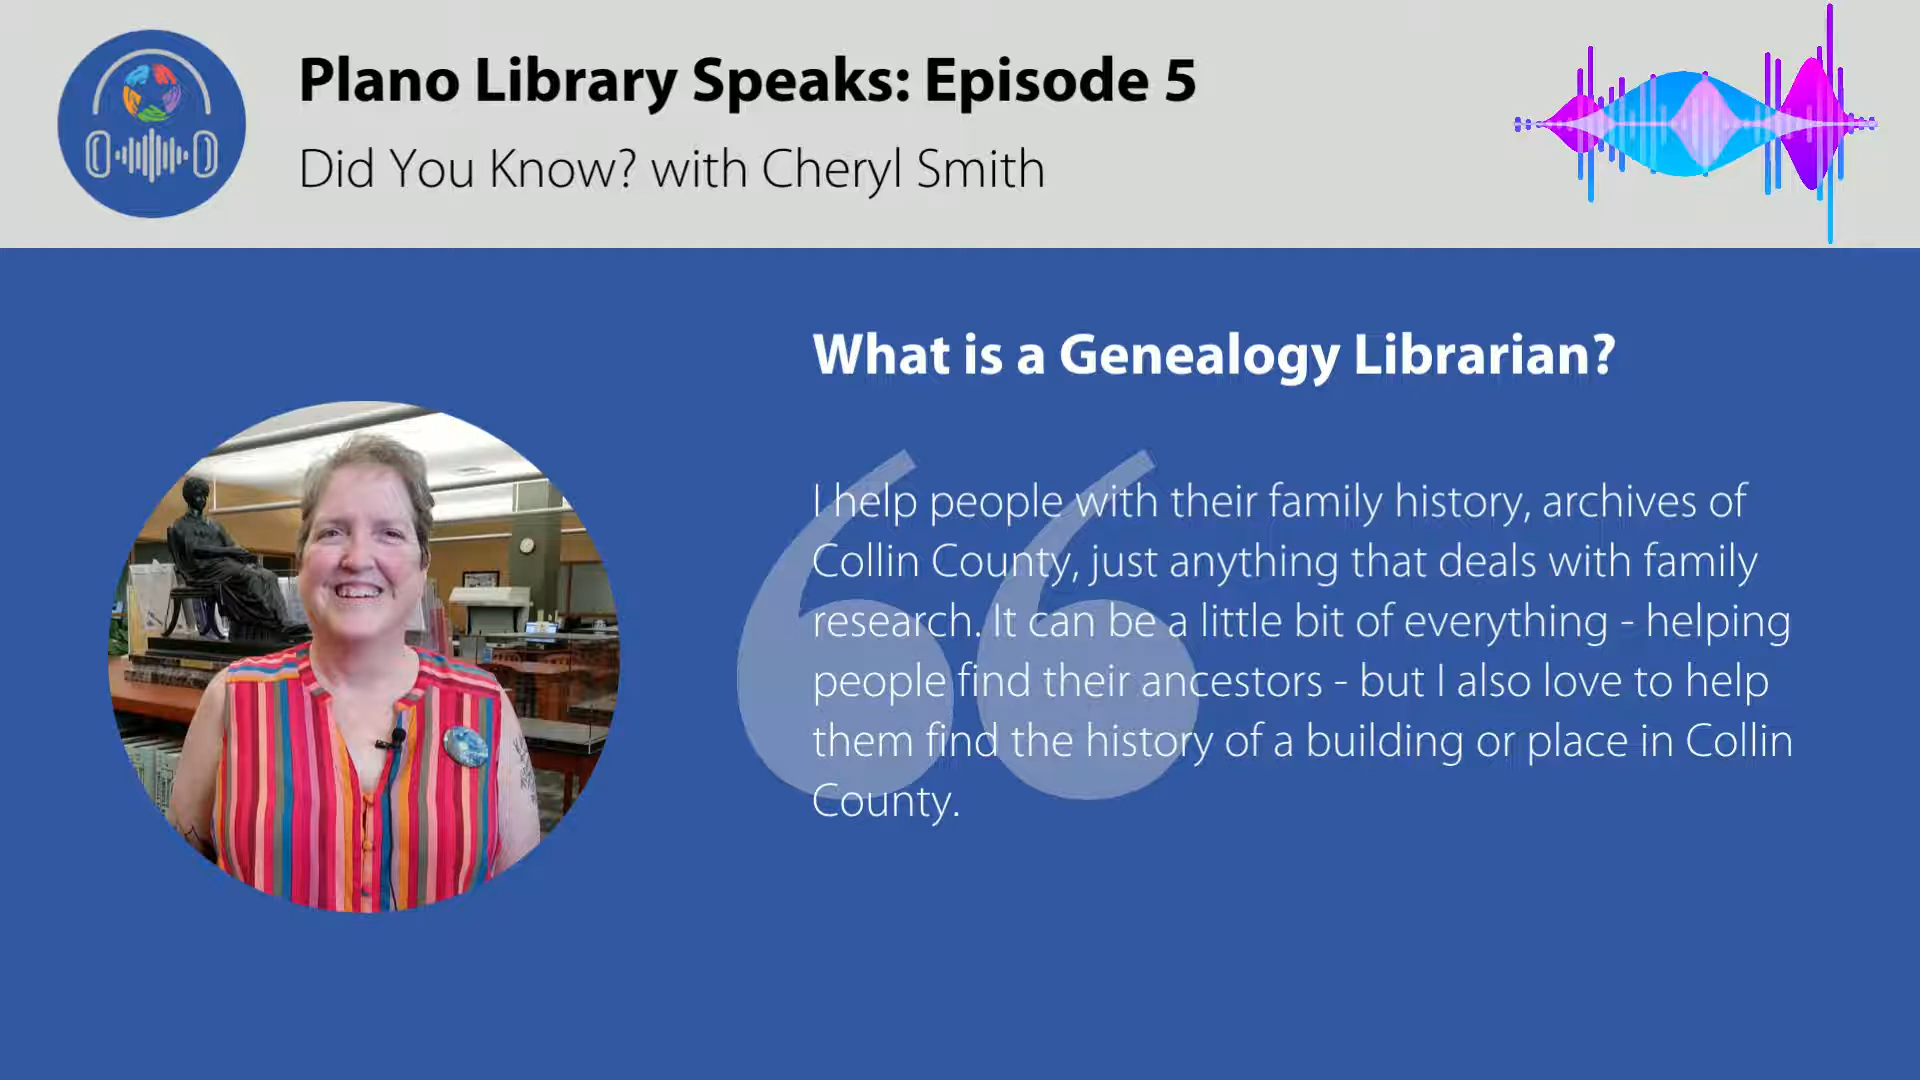 Plano Library Speaks: Episode 5
Did You Know? with Cheryl Smith
What is a Genealogy Librarian?
I help people with their family history, archives of
Collin County, just anything that deals with family
research. It can be a little bit of everything - helping
people find their ancestors - but I also love to help
them find the history of a building or place in Collin
County.